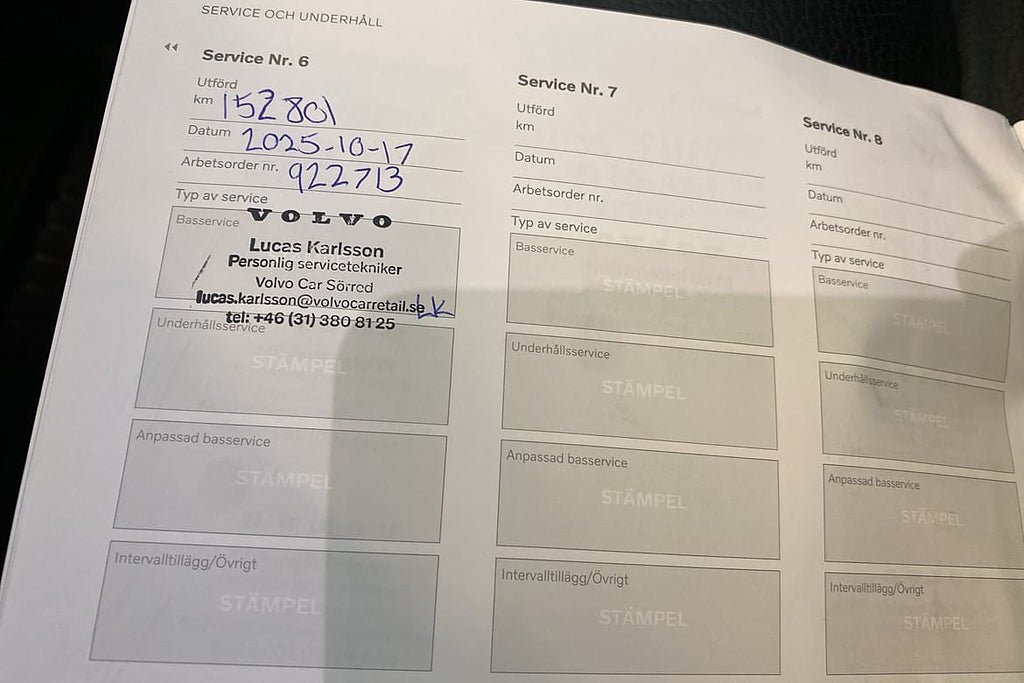 SERVICE OCH UNDERHÅLL
Service Nr. 6
Utförd
km 152801
Datum 2025-10-17
Arbetsorder nr. 922713
Typ av service
Basservice
VOLVO
Lucas Karlsson
Personlig servicetekniker
Volvo Car Sörred
lucas.karlsson@volvocarretail.se LK
tel: +46 (31) 380 81 25
Underhållsservice
STÄMPEL
Anpassad basservice
STÄMPEL
Intervalltillägg/Övrigt
STÄMPEL
Service Nr. 7
Utförd
km
Datum
Arbetsorder nr.
Typ av service
Basservice
STÄMPEL
Underhållsservice
STÄMPEL
Anpassad basservice
STÄMPEL
Intervalltillägg/Övrigt
STÄMPEL
Service Nr. 8
Utförd
km
Datum
Arbetsorder nr.
Typ av service
Basservice
STÄMPEL
Underhållsservice
STÄMPEL
Anpassad basservice
STÄMPEL
Intervalltillägg/Övrigt
STÄMPEL